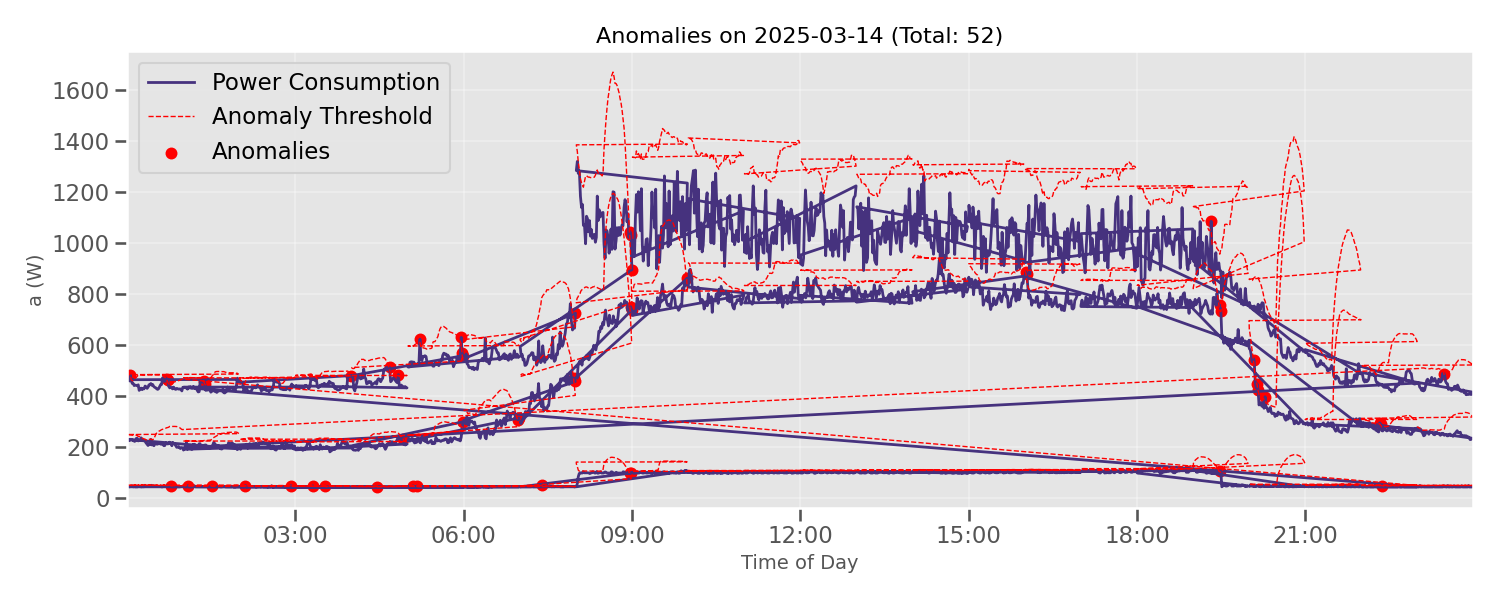 Anomalies on 2025-03-14 (Total: 52)
Power Consumption
Anomaly Threshold
Anomalies
1600
1400
1200
1000
800
600
400
200
0
a (W)
03:00 06:00 09:00 12:00 15:00 18:00 21:00
Time of Day